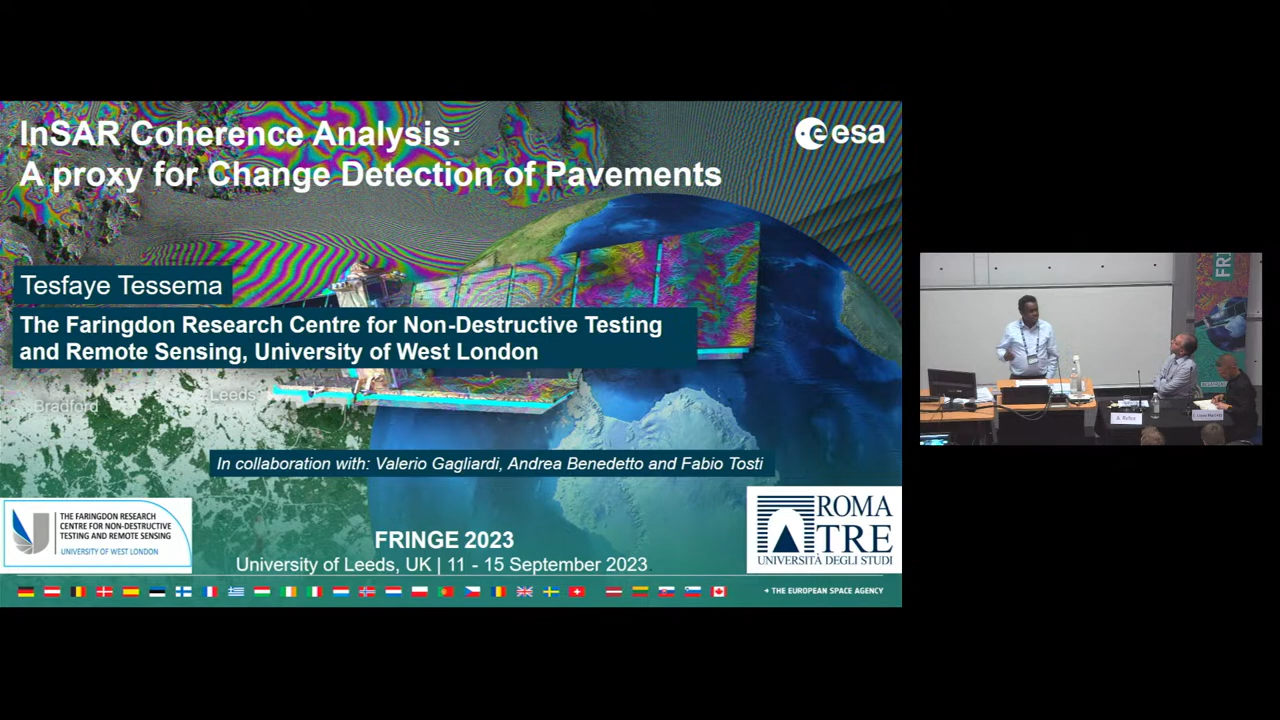 InSAR Coherence Analysis:
A proxy for Change Detection of Pavements
esa
Tesfaye Tessema
The Faringdon Research Centre for Non-Destructive Testing
and Remote Sensing, University of West London
Bradford
Leeds
In collaboration with: Valerio Gagliardi, Andrea Benedetto and Fabio Tosti
THE FARINGDON RESEARCH
CENTRE FOR NON-DESTRUCTIVE
TESTING AND REMOTE SENSING
UNIVERSITY OF WEST LONDON
FRINGE 2023
University of Leeds, UK | 11 - 15 September 2023
ROMA
TRE
UNIVERSITÀ DEGLI STUDI
→ THE EUROPEAN SPACE AGENCY
FRI
A. Rufus